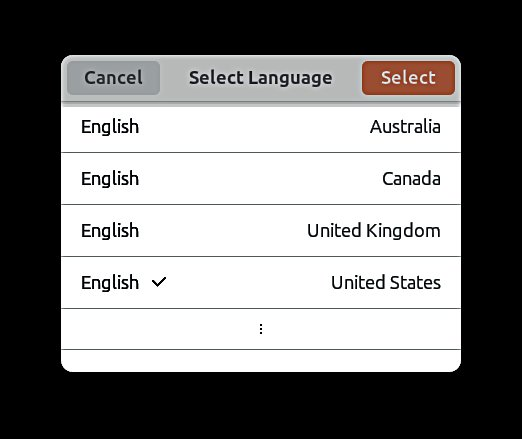 Cancel Select Language Select
English Australia
English Canada
English United Kingdom
English ✓ United States
⋮